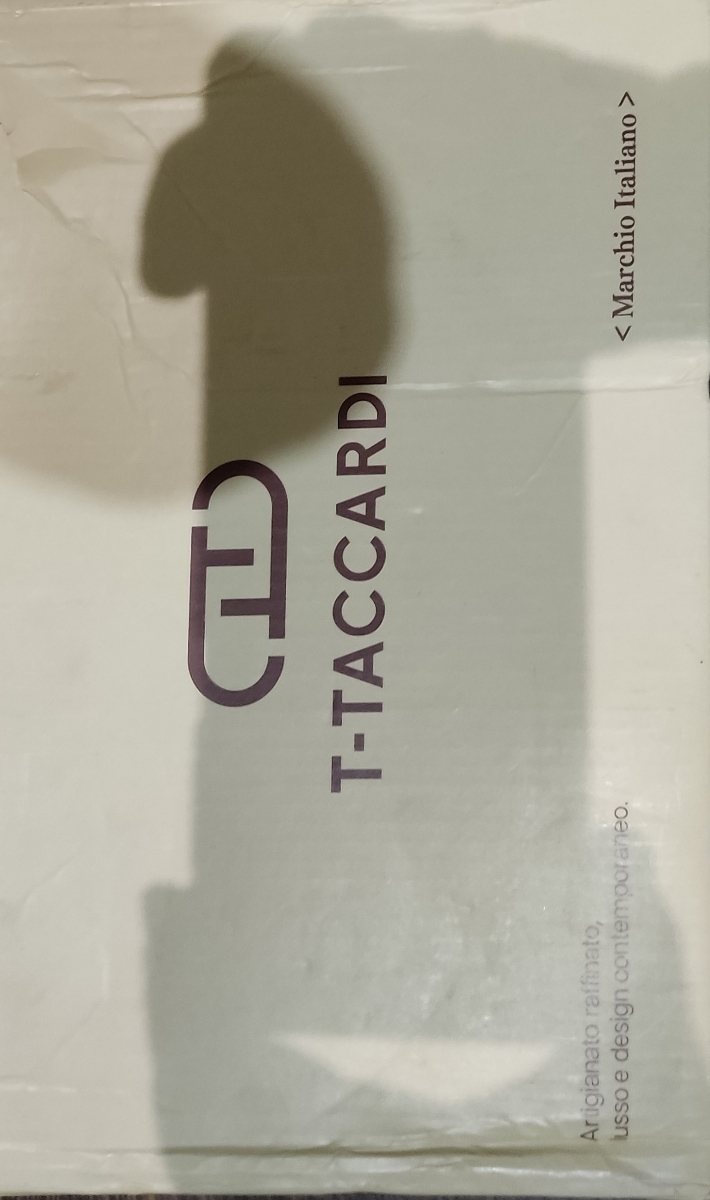 T-TACCARDI
Artigianato raffinato,
lusso e design contemporaneo.
< Marchio Italiano >